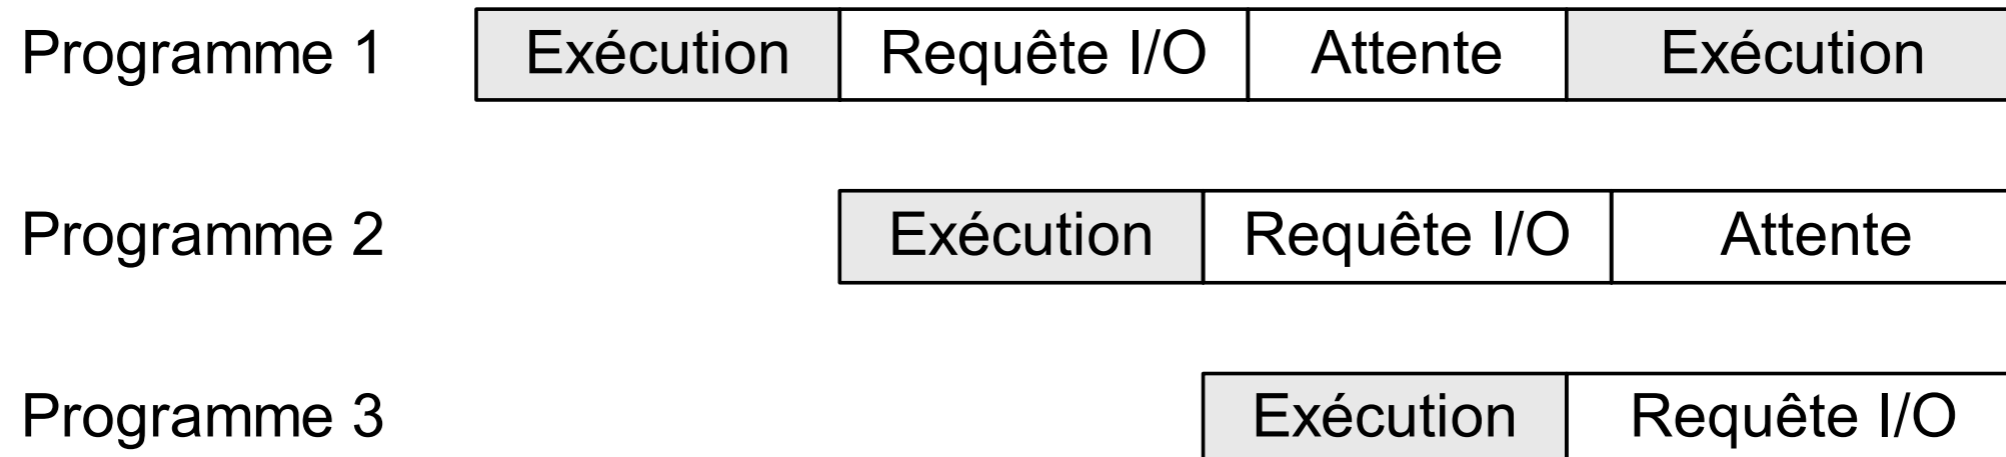 Programme 1 Exécution Requête I/O Attente Exécution
Programme 2 Exécution Requête I/O Attente
Programme 3 Exécution Requête I/O